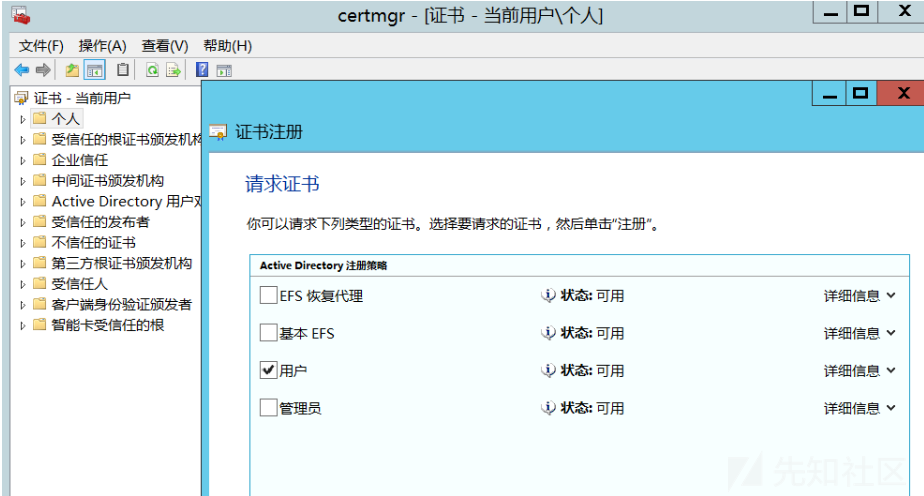 certmgr - [证书 - 当前用户\个人]
文件(F) 操作(A) 查看(V) 帮助(H)
证书 - 当前用户
个人
受信任的根证书颁发机构
企业信任
中间证书颁发机构
Active Directory 用户
受信任的发布者
不信任的证书
第三方根证书颁发机构
受信任人
客户端身份验证颁发者
智能卡受信任的根
证书注册
请求证书
你可以请求下列类型的证书。选择要请求的证书，然后单击“注册”。
Active Directory 注册策略
EFS 恢复代理 状态: 可用 详细信息
基本 EFS 状态: 可用 详细信息
用户 状态: 可用 详细信息
管理员 状态: 可用 详细信息
先知社区